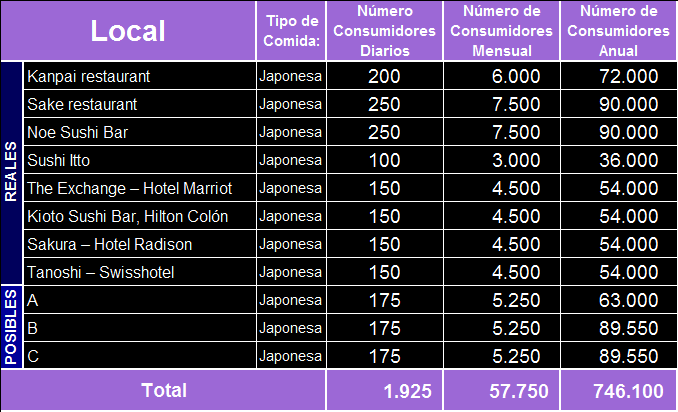 Local Tipo de Comida: Número Consumidores Diarios Número de Consumidores Mensual Número de Consumidores Anual
REALES
Kanpai restaurant Japonesa 200 6.000 72.000
Sake restaurant Japonesa 250 7.500 90.000
Noe Sushi Bar Japonesa 250 7.500 90.000
Sushi Itto Japonesa 100 3.000 36.000
The Exchange – Hotel Marriot Japonesa 150 4.500 54.000
Kioto Sushi Bar, Hilton Colón Japonesa 150 4.500 54.000
Sakura – Hotel Radison Japonesa 150 4.500 54.000
Tanoshi – Swisshotel Japonesa 150 4.500 54.000
POSIBLES
A Japonesa 175 5.250 63.000
B Japonesa 175 5.250 89.550
C Japonesa 175 5.250 89.550
Total 1.925 57.750 746.100